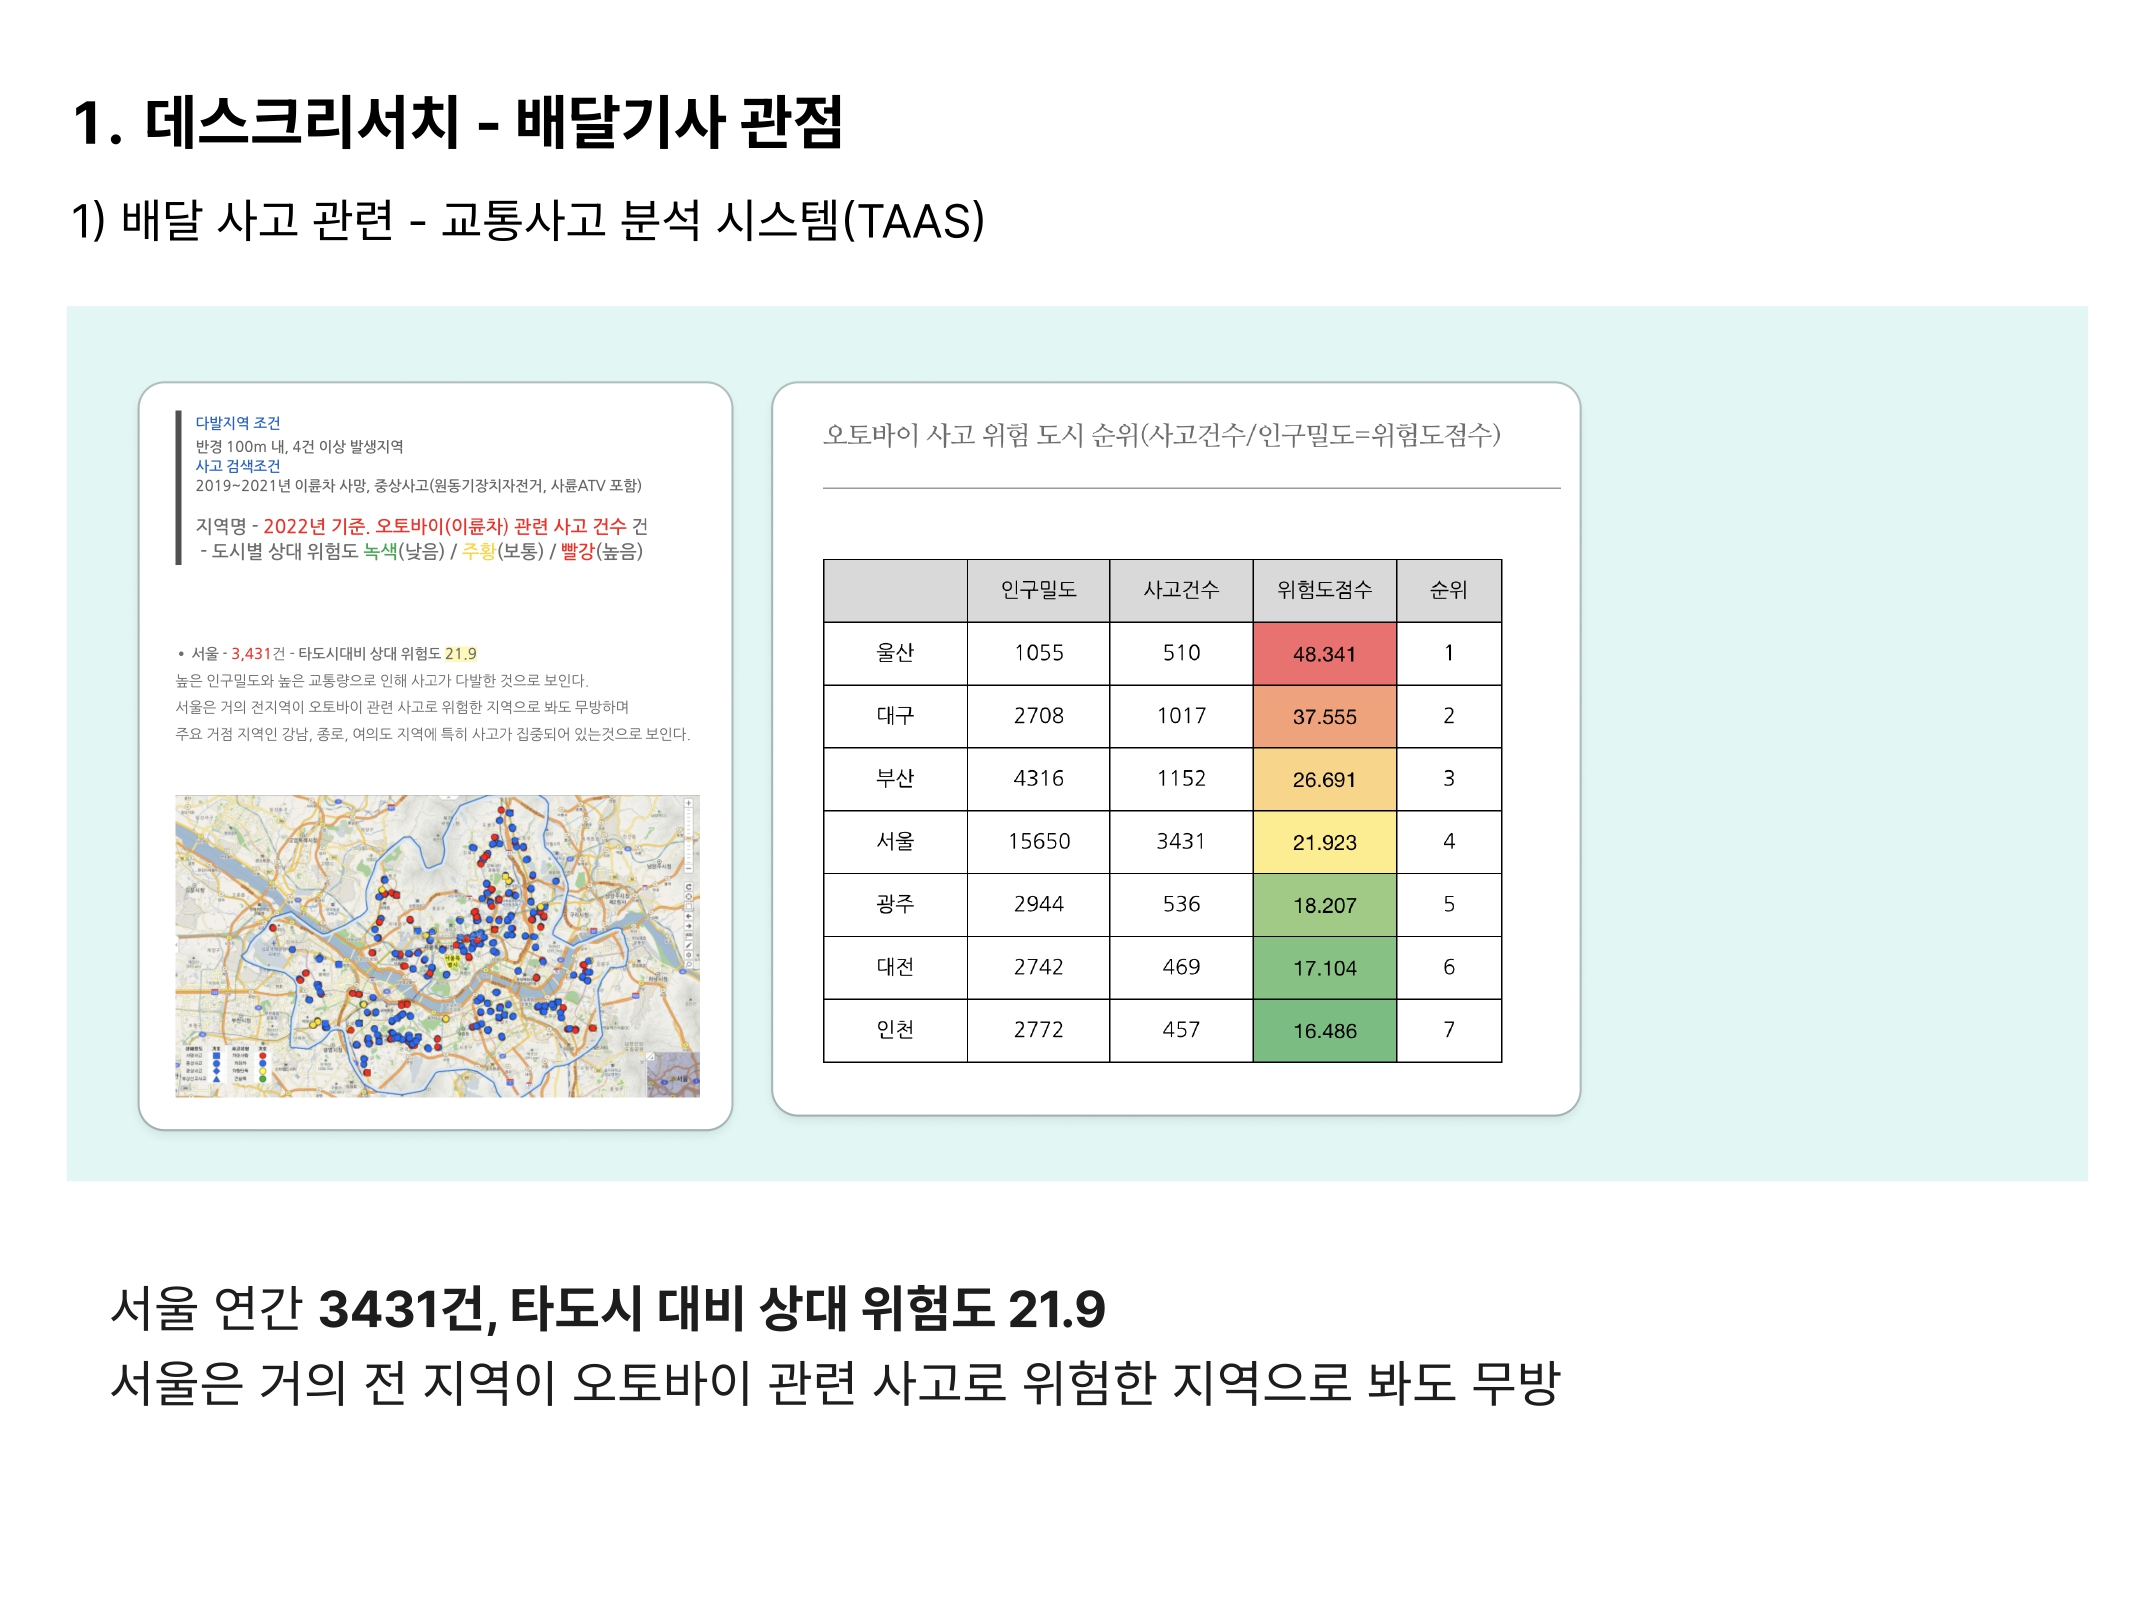 1. 데스크리서치 - 배달기사 관점
1) 배달 사고 관련 - 교통사고 분석 시스템(TAAS)
다발지역 조건
반경 100m 내, 4건 이상 발생지역
사고 검색조건
2019~2021년 이륜차 사망, 중상사고(원동기장치자전거, 사륜ATV 포함)
지역명 - 2022년 기준. 오토바이(이륜차) 관련 사고 건수 건
- 도시별 상대 위험도 녹색(낮음) / 주황(보통) / 빨강(높음)
• 서울 - 3,431건 - 타도시대비 상대 위험도 21.9
높은 인구밀도와 높은 교통량으로 인해 사고가 다발한 것으로 보인다.
서울은 거의 전지역이 오토바이 관련 사고로 위험한 지역으로 봐도 무방하며
주요 거점 지역인 강남, 종로, 여의도 지역에 특히 사고가 집중되어 있는것으로 보인다.
오토바이 사고 위험 도시 순위(사고건수/인구밀도=위험도점수)
인구밀도 사고건수 위험도점수 순위
울산 1055 510 48.341 1
대구 2708 1017 37.555 2
부산 4316 1152 26.691 3
서울 15650 3431 21.923 4
광주 2944 536 18.207 5
대전 2742 469 17.104 6
인천 2772 457 16.486 7
서울 연간 3431건, 타도시 대비 상대 위험도 21.9
서울은 거의 전 지역이 오토바이 관련 사고로 위험한 지역으로 봐도 무방